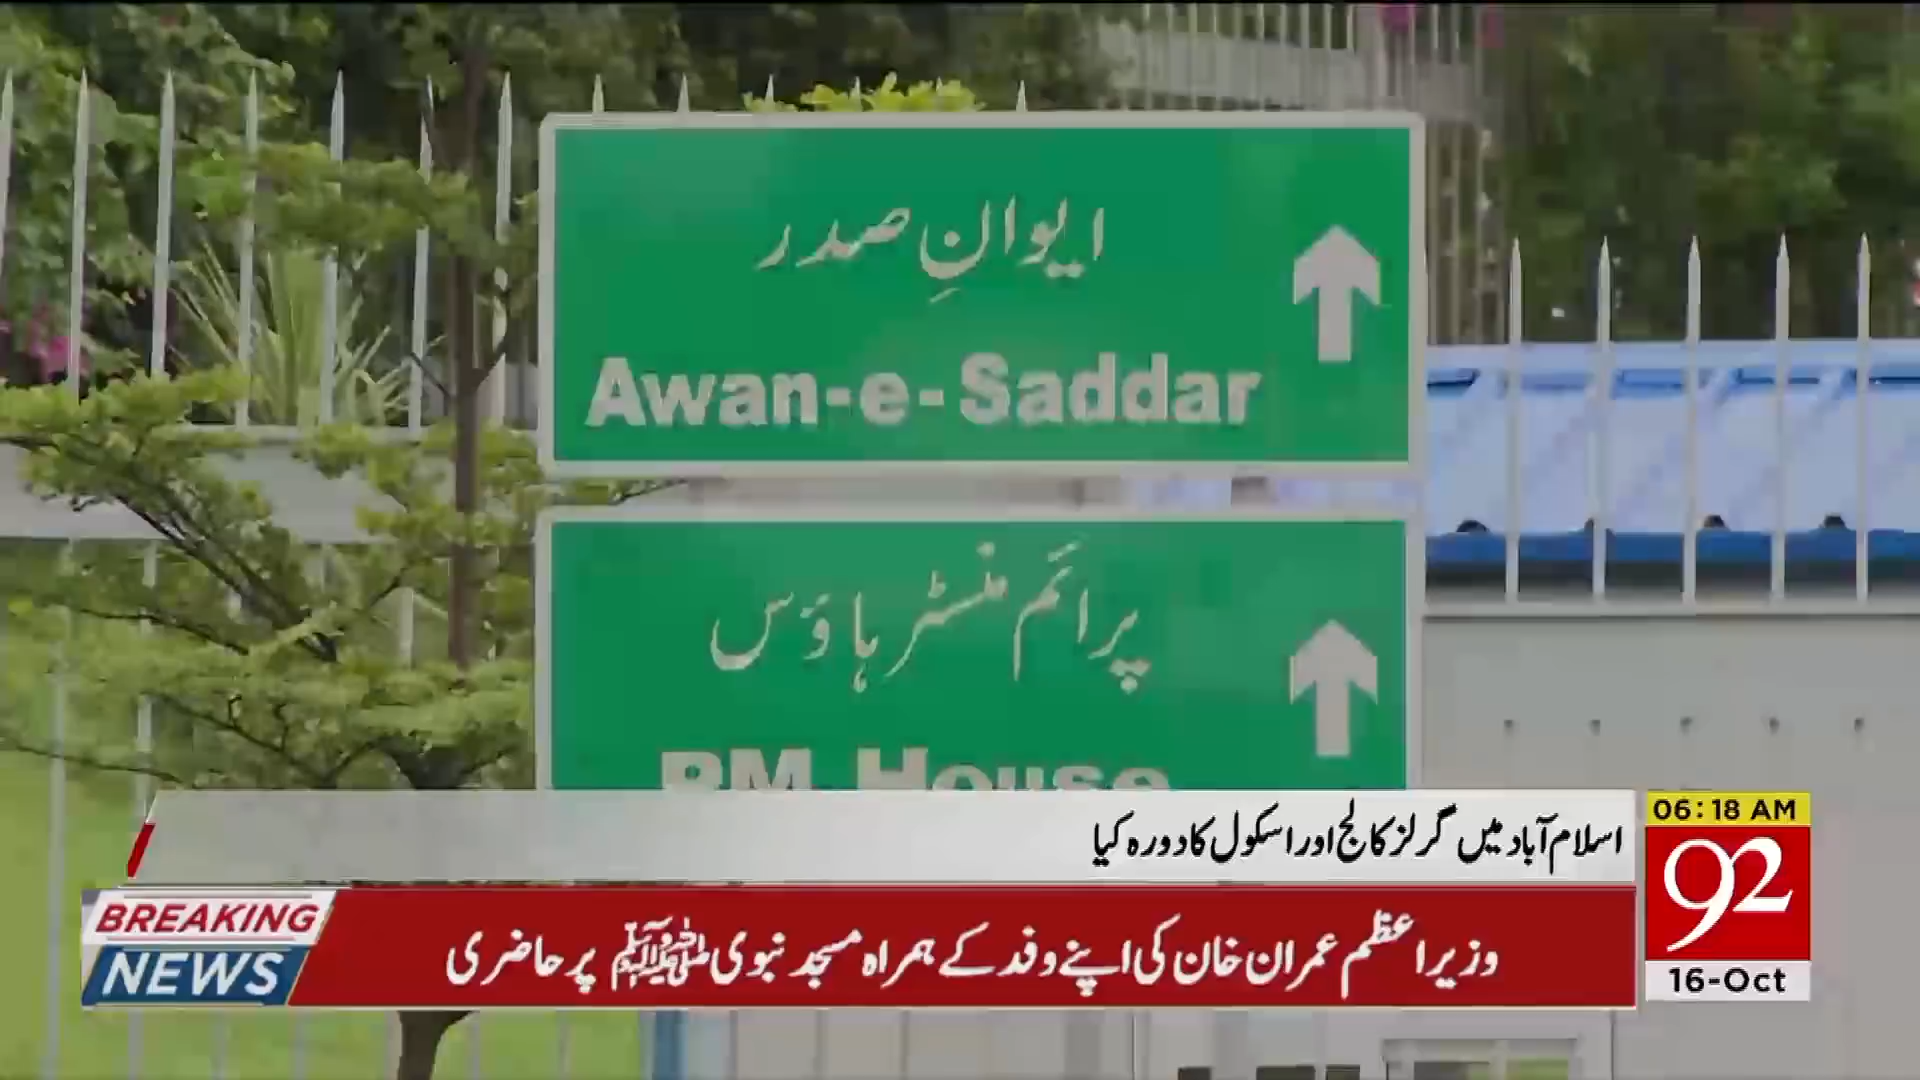 ایوانِ صدر
Awan-e-Saddar
پرائم منسٹر ہاؤس
PM House
اسلام آباد میں گرلز کالج اور اسکول کا دورہ کیا
06:18 AM
92
16-Oct
BREAKING
NEWS
وزیراعظم عمران خان کی اپنے وفد کے ہمراہ مسجد نبوی ﷺ پر حاضری